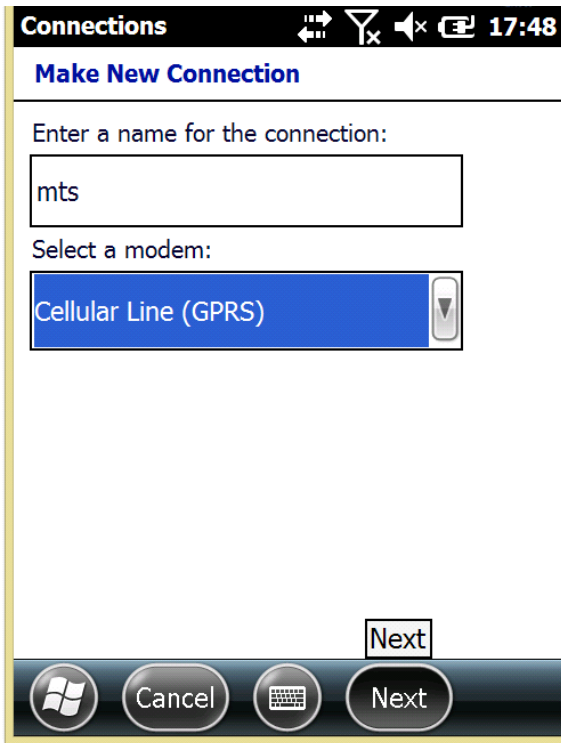 Connections 17:48
Make New Connection
Enter a name for the connection:
mts
Select a modem:
Cellular Line (GPRS)
Next
Cancel Next